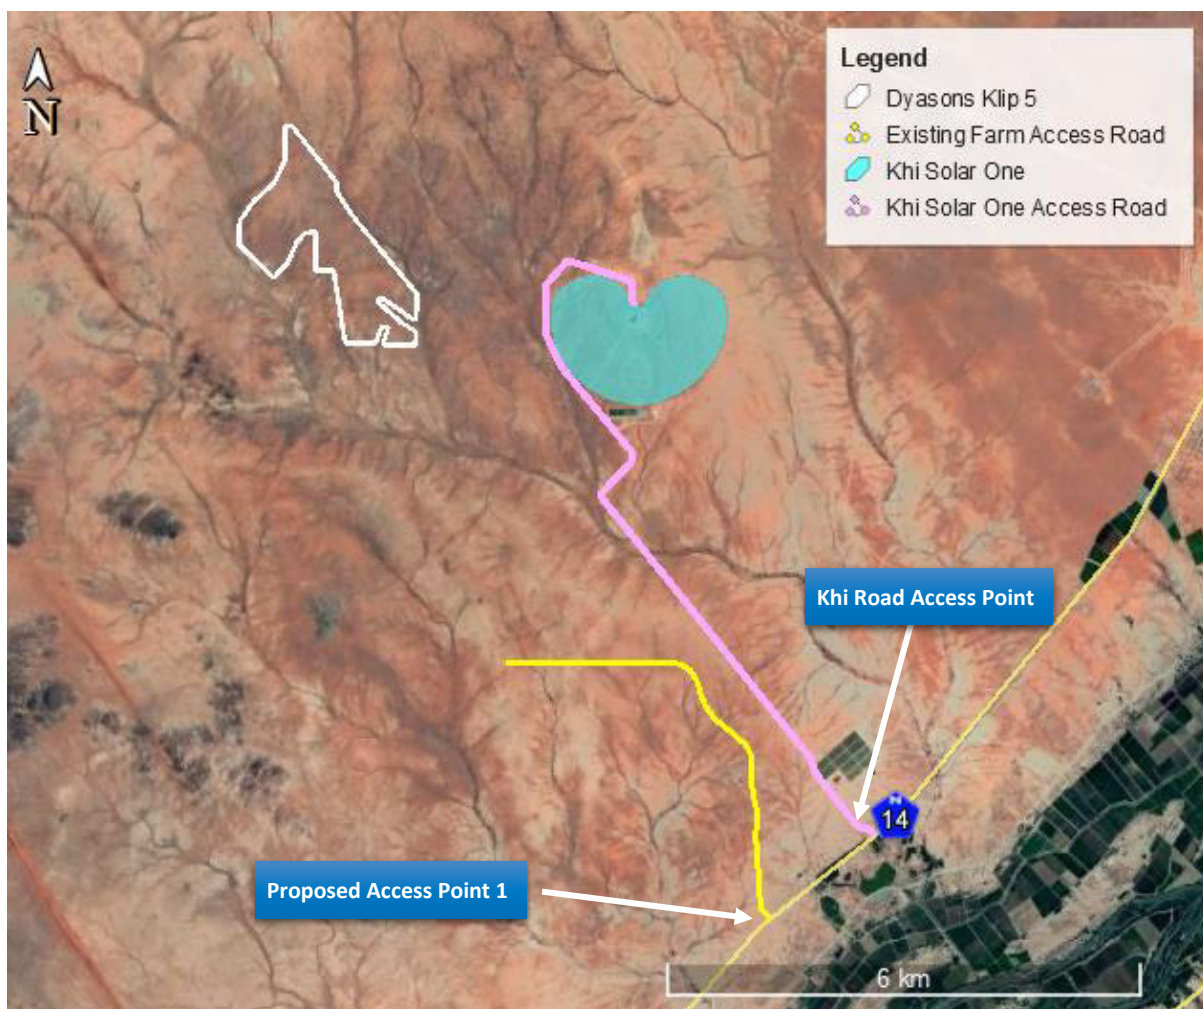 N
Legend
Dyasons Klip 5
Existing Farm Access Road
Khi Solar One
Khi Solar One Access Road
Khi Road Access Point
N
14
Proposed Access Point 1
6 km